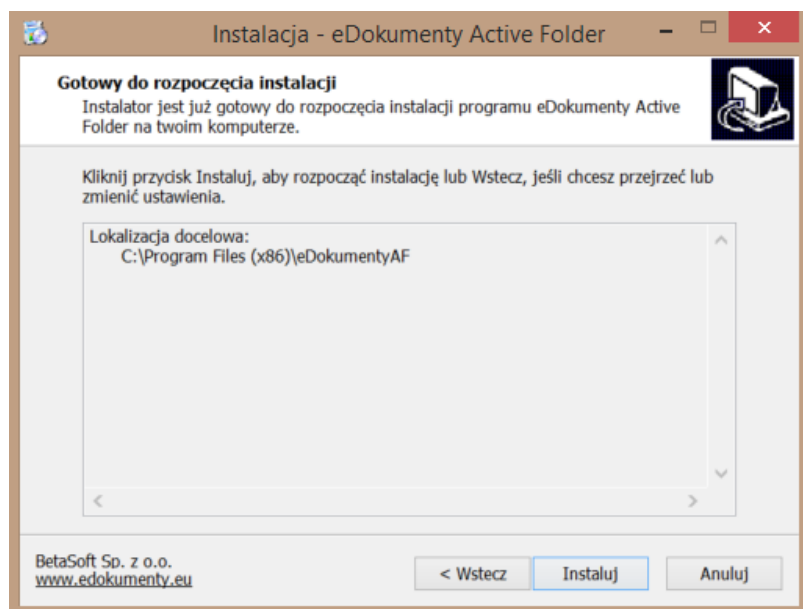 Instalacja - eDokumenty Active Folder
Gotowy do rozpoczęcia instalacji
Instalator jest już gotowy do rozpoczęcia instalacji programu eDokumenty Active
Folder na twoim komputerze.
Kliknij przycisk Instaluj, aby rozpocząć instalację lub Wstecz, jeśli chcesz przejrzeć lub
zmienić ustawienia.
Lokalizacja docelowa:
C:\Program Files (x86)\eDokumentyAF
BetaSoft Sp. z o.o.
www.edokumenty.eu
< Wstecz
Instaluj
Anuluj